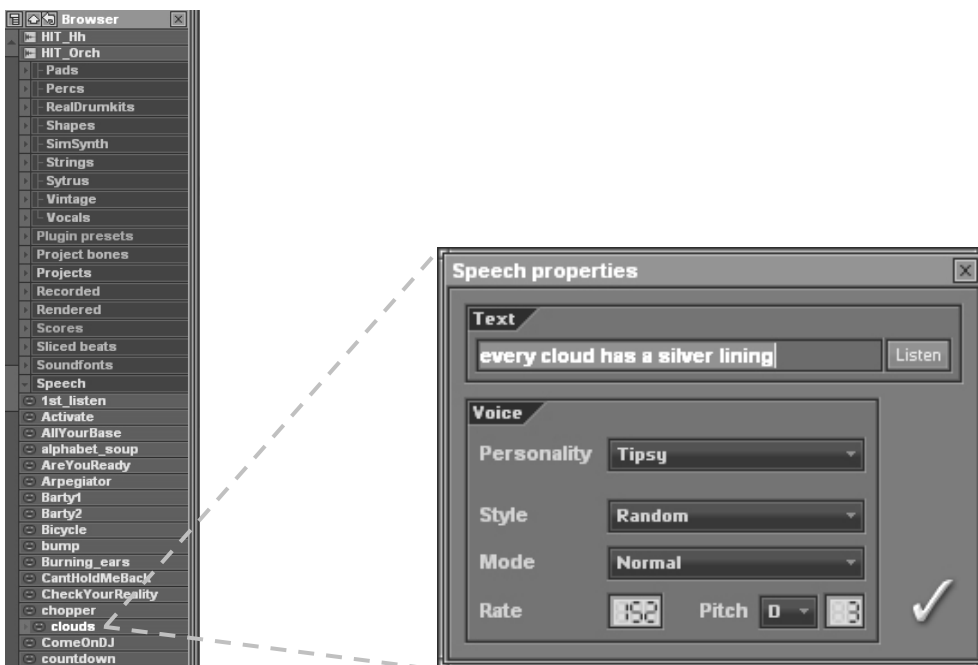 Browser
HIT_Hh
HIT_Orch
Pads
Percs
RealDrumkits
Shapes
SimSynth
Strings
Sytrus
Vintage
Vocals
Plugin presets
Project bones
Projects
Recorded
Rendered
Scores
Sliced beats
Soundfonts
Speech
1st_listen
Activate
AllYourBase
alphabet_soup
AreYouReady
Arpegiator
Barty1
Barty2
Bicycle
bump
Burning_ears
CantHoldMeBack
CheckYourReality
chopper
clouds
ComeOnDJ
countdown
Speech properties
Text
every cloud has a silver lining Listen
Voice
Personality Tipsy
Style Random
Mode Normal
Rate 152 Pitch D